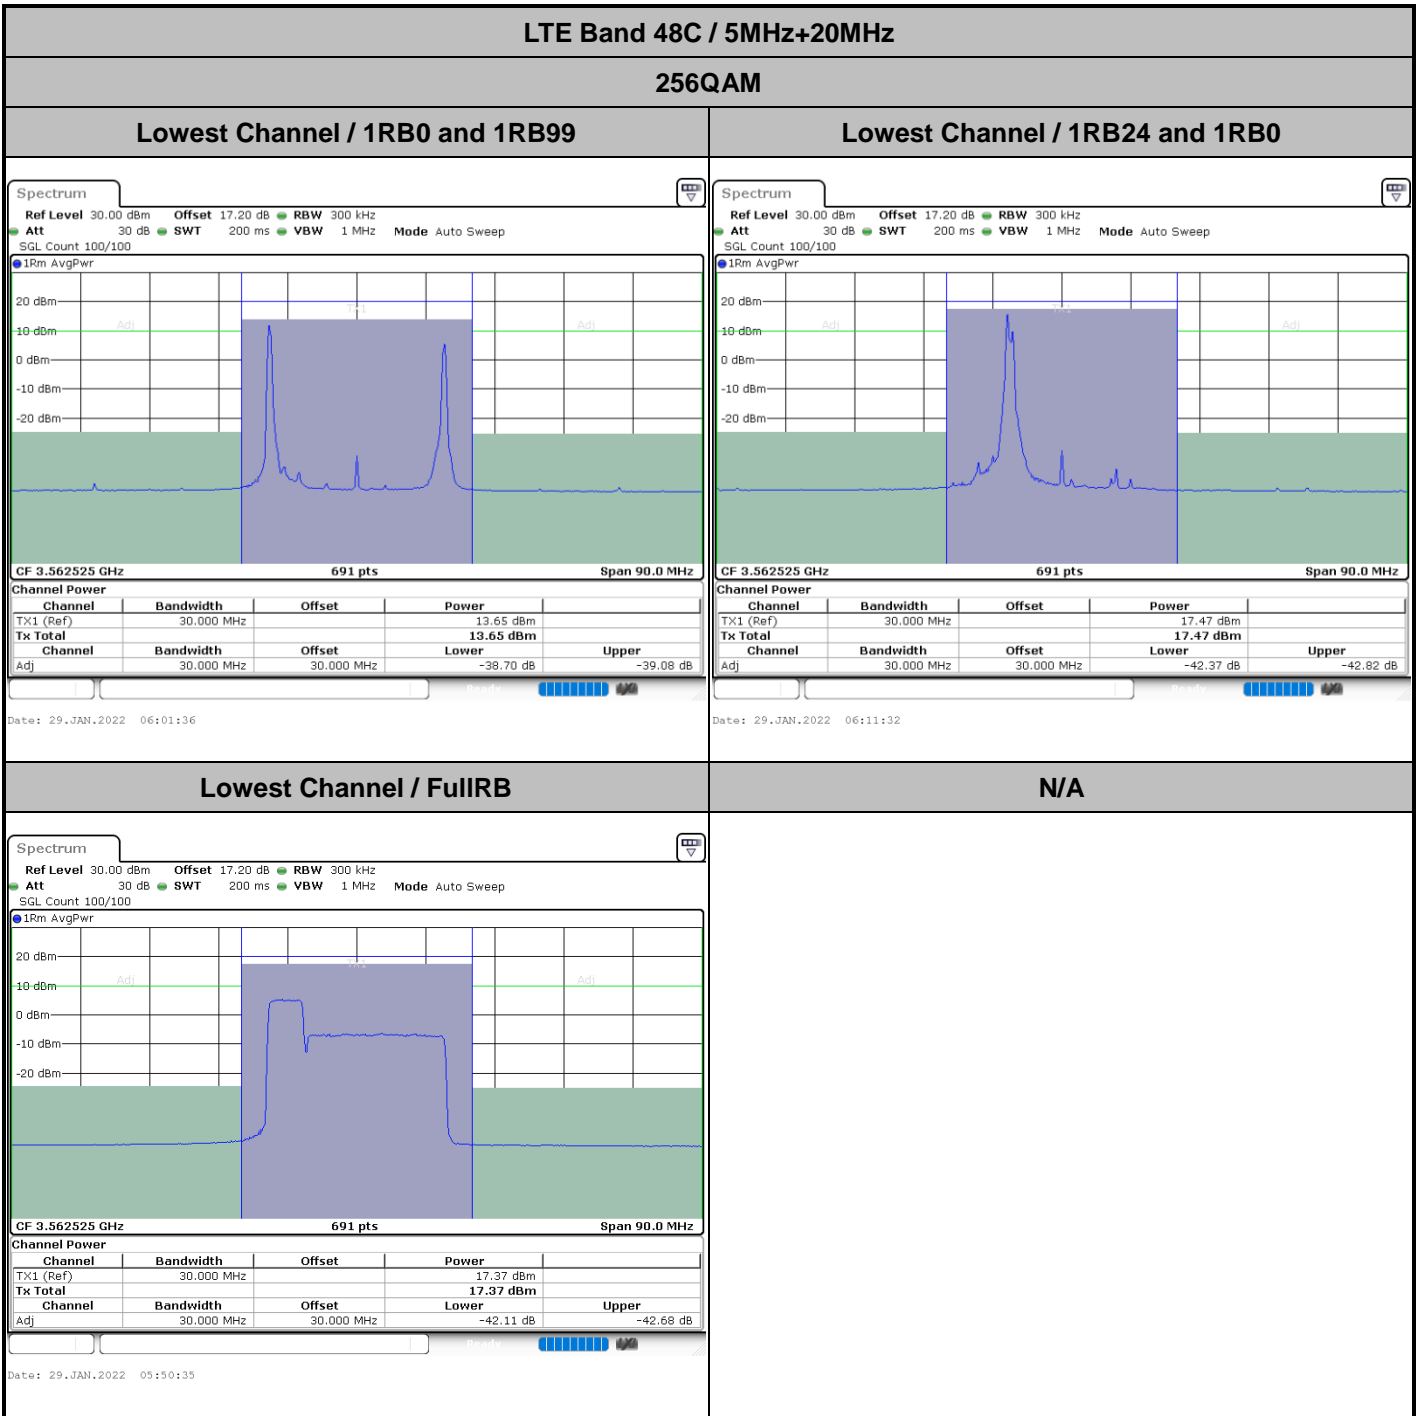 LTE Band 48C / 5MHz+20MHz
256QAM
Lowest Channel / 1RB0 and 1RB99
Lowest Channel / 1RB24 and 1RB0
Spectrum
Ref Level 30.00 dBm Offset 17.20 dB RBW 300 kHz
Att 30 dB SWT 200 ms VBW 1 MHz Mode Auto Sweep
SGL Count 100/100
1Rm AvgPwr
TX1
20 dBm
10 dBm
Adj
Adj
0 dBm
-10 dBm
-20 dBm
CF 3.562525 GHz 691 pts Span 90.0 MHz
Channel Power
Channel Bandwidth Offset Power
TX1 (Ref) 30.000 MHz 13.65 dBm
Tx Total 13.65 dBm
Channel Bandwidth Offset Lower Upper
Adj 30.000 MHz 30.000 MHz -38.70 dB -39.08 dB
Ready
Date: 29.JAN.2022 06:01:36
Spectrum
Ref Level 30.00 dBm Offset 17.20 dB RBW 300 kHz
Att 30 dB SWT 200 ms VBW 1 MHz Mode Auto Sweep
SGL Count 100/100
1Rm AvgPwr
20 dBm
TX1
10 dBm
Adj
Adj
0 dBm
-10 dBm
-20 dBm
CF 3.562525 GHz 691 pts Span 90.0 MHz
Channel Power
Channel Bandwidth Offset Power
TX1 (Ref) 30.000 MHz 17.47 dBm
Tx Total 17.47 dBm
Channel Bandwidth Offset Lower Upper
Adj 30.000 MHz 30.000 MHz -42.37 dB -42.82 dB
Ready
Date: 29.JAN.2022 06:11:32
Lowest Channel / FullRB
N/A
Spectrum
Ref Level 30.00 dBm Offset 17.20 dB RBW 300 kHz
Att 30 dB SWT 200 ms VBW 1 MHz Mode Auto Sweep
SGL Count 100/100
1Rm AvgPwr
20 dBm
TX1
10 dBm
Adj
Adj
0 dBm
-10 dBm
-20 dBm
CF 3.562525 GHz 691 pts Span 90.0 MHz
Channel Power
Channel Bandwidth Offset Power
TX1 (Ref) 30.000 MHz 17.37 dBm
Tx Total 17.37 dBm
Channel Bandwidth Offset Lower Upper
Adj 30.000 MHz 30.000 MHz -42.11 dB -42.68 dB
Ready
Date: 29.JAN.2022 05:50:35